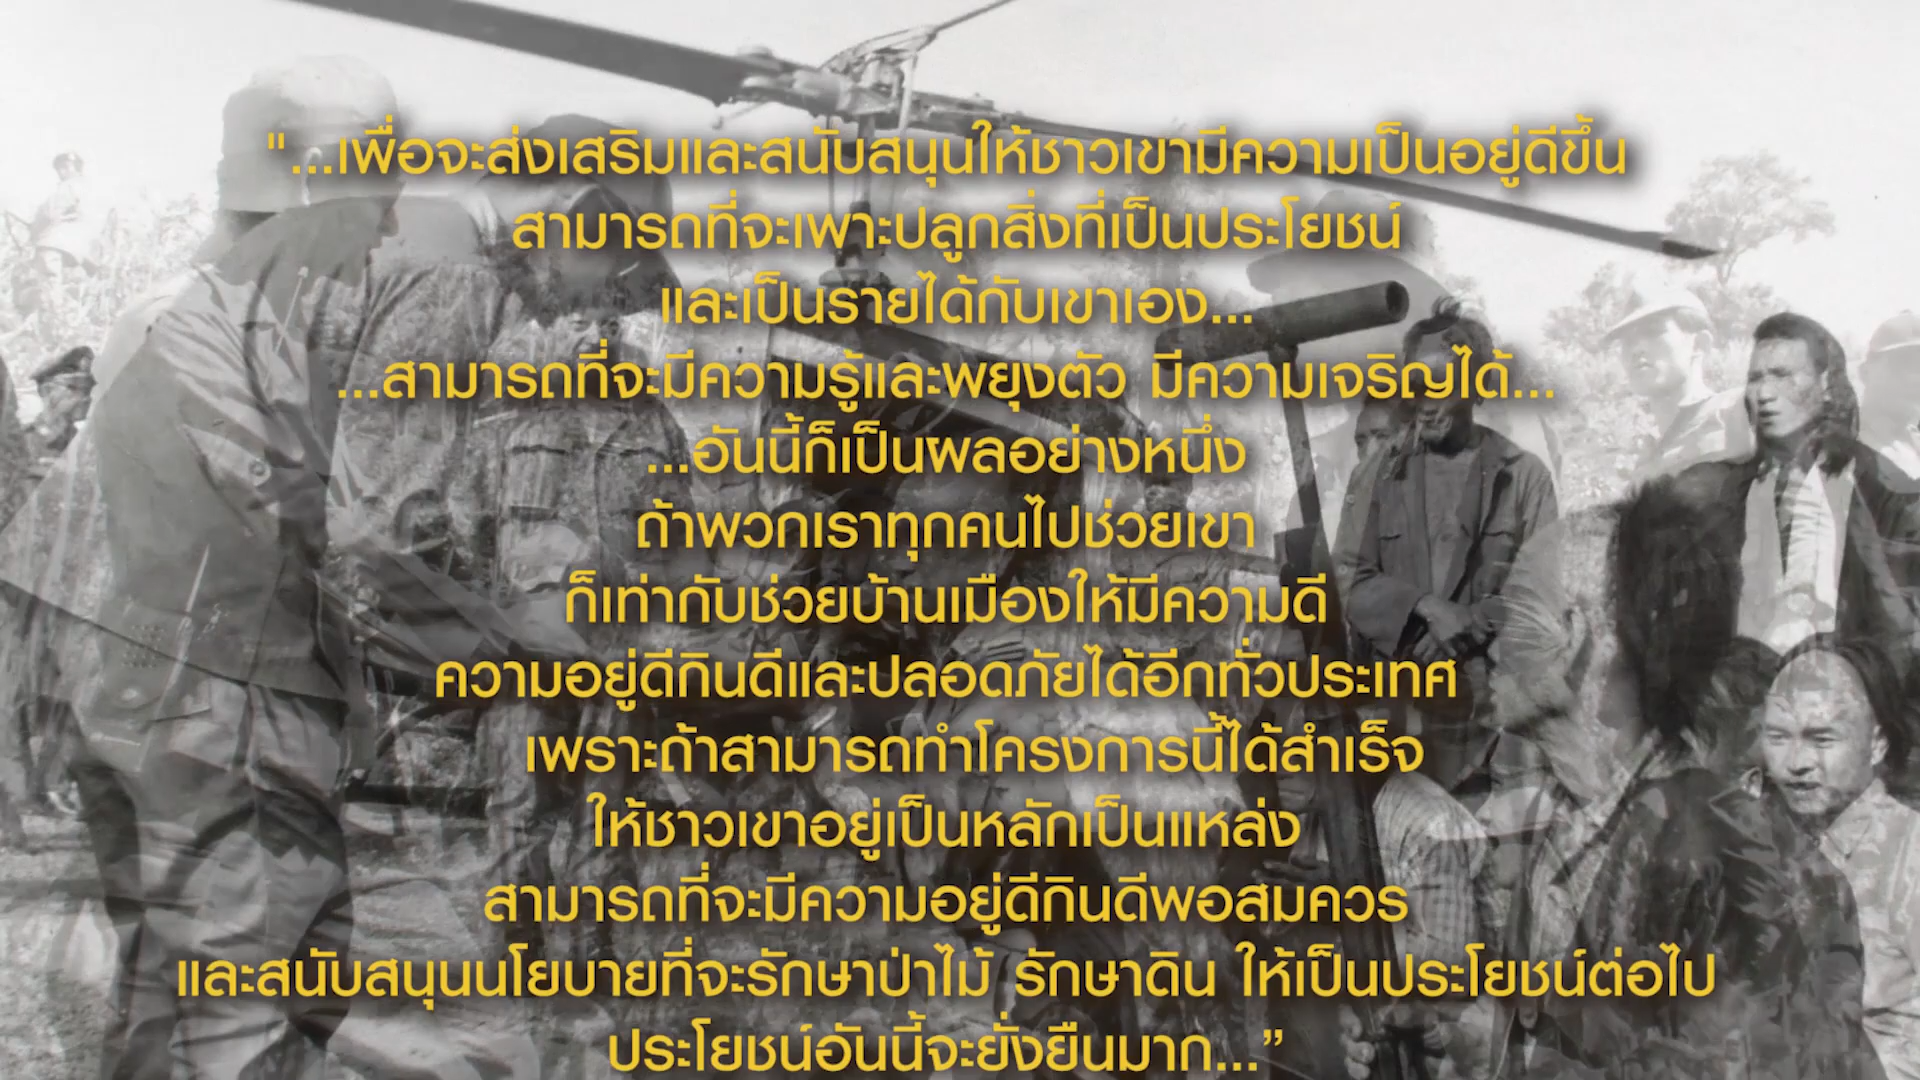 "...เพื่อจะส่งเสริมและสนับสนุนให้ชาวเขามีความเป็นอยู่ดีขึ้น
สามารถที่จะเพาะปลูกสิ่งที่เป็นประโยชน์
และเป็นรายได้กับเขาเอง...
...สามารถที่จะมีความรู้และพยุงตัว มีความเจริญได้...
...อันนี้ก็เป็นผลอย่างหนึ่ง
ถ้าพวกเราทุกคนไปช่วยเขา
ก็เท่ากับช่วยบ้านเมืองให้มีความดี
ความอยู่ดีกินดีและปลอดภัยได้อีกทั่วประเทศ
เพราะถ้าสามารถทำโครงการนี้ได้สำเร็จ
ให้ชาวเขาอยู่เป็นหลักเป็นแหล่ง
สามารถที่จะมีความอยู่ดีกินดีพอสมควร
และสนับสนุนนโยบายที่จะรักษาป่าไม้ รักษาดิน ให้เป็นประโยชน์ต่อไป
ประโยชน์อันนี้จะยั่งยืนมาก...”